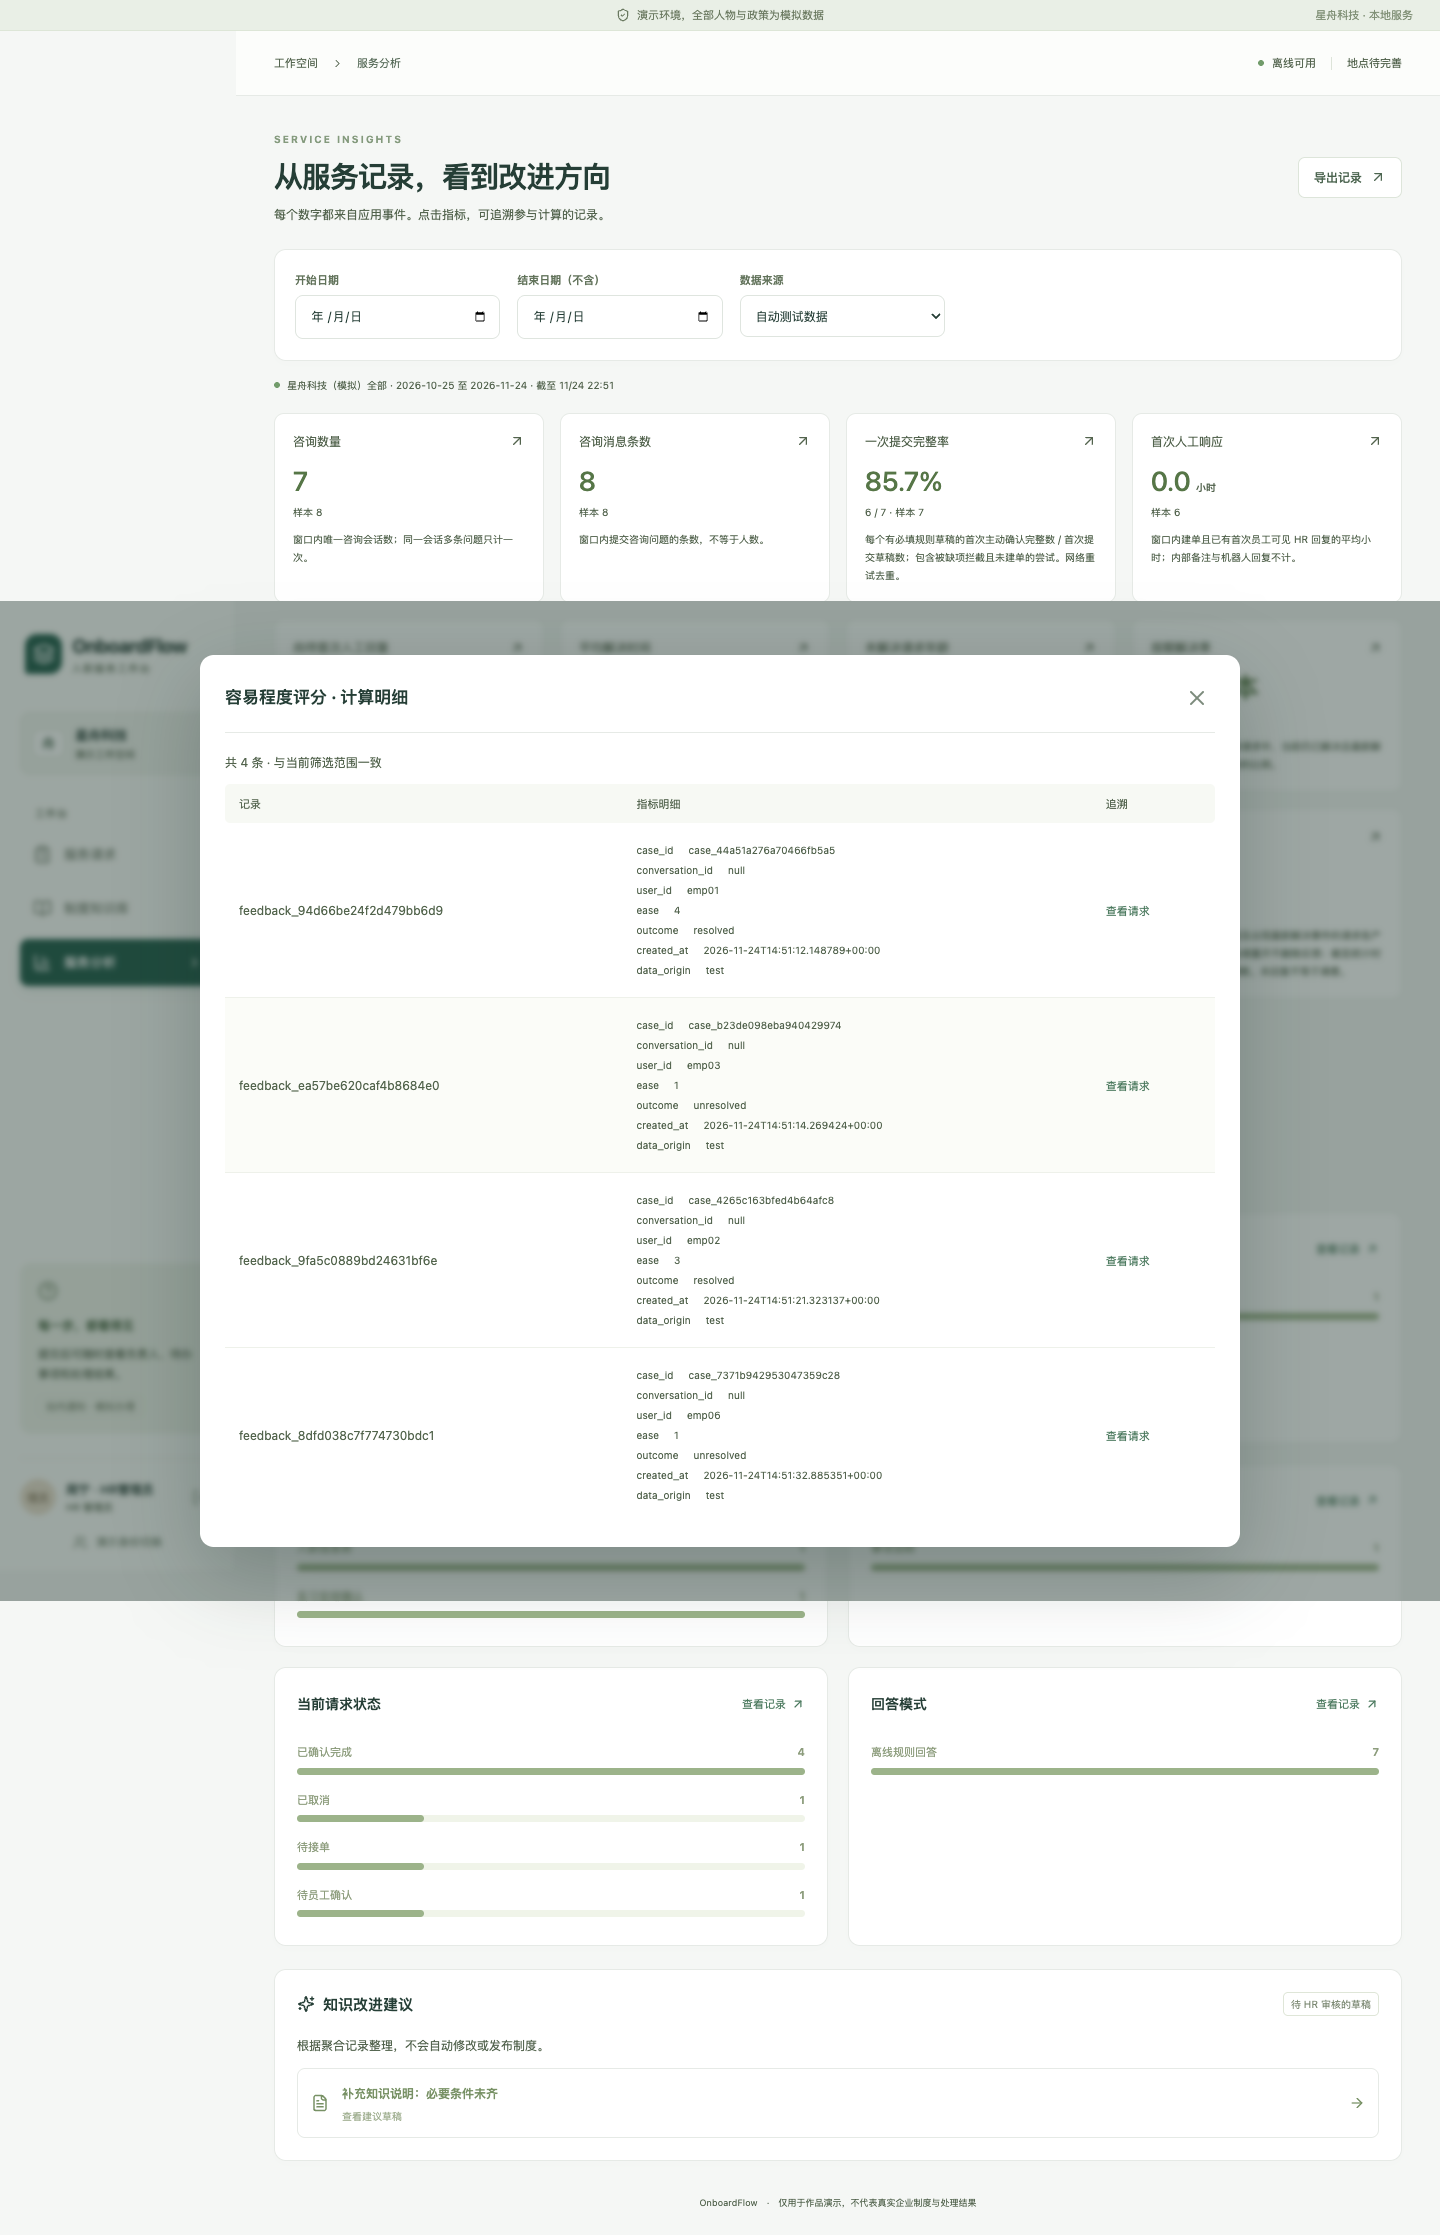 演示环境，全部人物与政策为模拟数据
星舟科技 · 本地服务
工作空间 > 服务分析
离线可用
地点待完善
SERVICE INSIGHTS
从服务记录，看到改进方向
每个数字都来自应用事件。点击指标，可追溯参与计算的记录。
导出记录
开始日期
年 /月/日
结束日期（不含）
年 /月/日
数据来源
自动测试数据
星舟科技（模拟）全部 · 2026-10-25 至 2026-11-24 · 截至 11/24 22:51
咨询数量
7
样本 8
窗口内唯一咨询会话数；同一会话多条问题只计一
次。
咨询消息条数
8
样本 8
窗口内提交咨询问题的条数，不等于人数。
一次提交完整率
85.7%
6 / 7 · 样本 7
每个有必填规则草稿的首次主动确认完整数 / 首次提
交草稿数；包含被缺项拦截且未建单的尝试。网络重
试去重。
首次人工响应
0.0 小时
样本 6
窗口内建单且已有首次员工可见 HR 回复的平均小
时；内部备注与机器人回复不计。
OnboardFlow
星舟科技
服务请求
制度知识库
服务分析
容易程度评分 · 计算明细
共 4 条 · 与当前筛选范围一致
记录
指标明细
追溯
feedback_94d66be24f2d479bb6d9
case_id case_44a51a276a70466fb5a5
conversation_id null
user_id emp01
ease 4
outcome resolved
created_at 2026-11-24T14:51:12.148789+00:00
data_origin test
查看请求
feedback_ea57be620caf4b8684e0
case_id case_b23de098eba940429974
conversation_id null
user_id emp03
ease 1
outcome unresolved
created_at 2026-11-24T14:51:14.269424+00:00
data_origin test
查看请求
feedback_9fa5c0889bd24631bf6e
case_id case_4265c163bfed4b64afc8
conversation_id null
user_id emp02
ease 3
outcome resolved
created_at 2026-11-24T14:51:21.323137+00:00
data_origin test
查看请求
feedback_8dfd038c7f774730bdc1
case_id case_7371b942953047359c28
conversation_id null
user_id emp06
ease 1
outcome unresolved
created_at 2026-11-24T14:51:32.885351+00:00
data_origin test
查看请求
当前请求状态
查看记录
已确认完成 4
已取消 1
待接单 1
待员工确认 1
回答模式
查看记录
离线规则回答 7
知识改进建议
待 HR 审核的草稿
根据聚合记录整理，不会自动修改或发布制度。
补充知识说明：必要条件未齐
查看建议草稿
OnboardFlow · 仅用于作品演示，不代表真实企业制度与处理结果